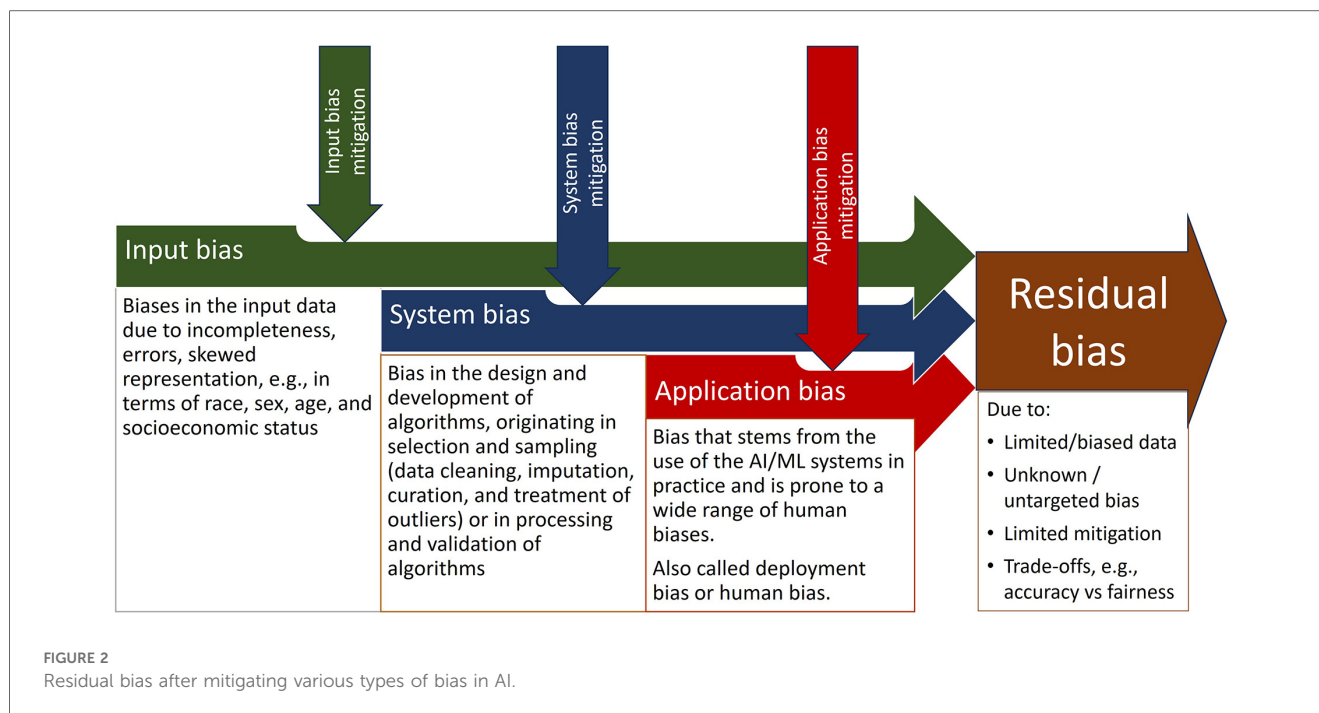 Input bias
mitigation
System bias
mitigation
Application bias
mitigation
Input bias
Biases in the input data
due to incompleteness,
errors, skewed
representation, e.g., in
terms of race, sex, age, and
socioeconomic status
System bias
Bias in the design and
development of
algorithms, originating in
selection and sampling
(data cleaning, imputation,
curation, and treatment of
outliers) or in processing
and validation of
algorithms
Application bias
Bias that stems from the
use of the AI/ML systems in
practice and is prone to a
wide range of human
biases.
Also called deployment
bias or human bias.
Residual
bias
Due to:
• Limited/biased data
• Unknown /
untargeted bias
• Limited mitigation
• Trade-offs, e.g.,
accuracy vs fairness
FIGURE 2
Residual bias after mitigating various types of bias in AI.